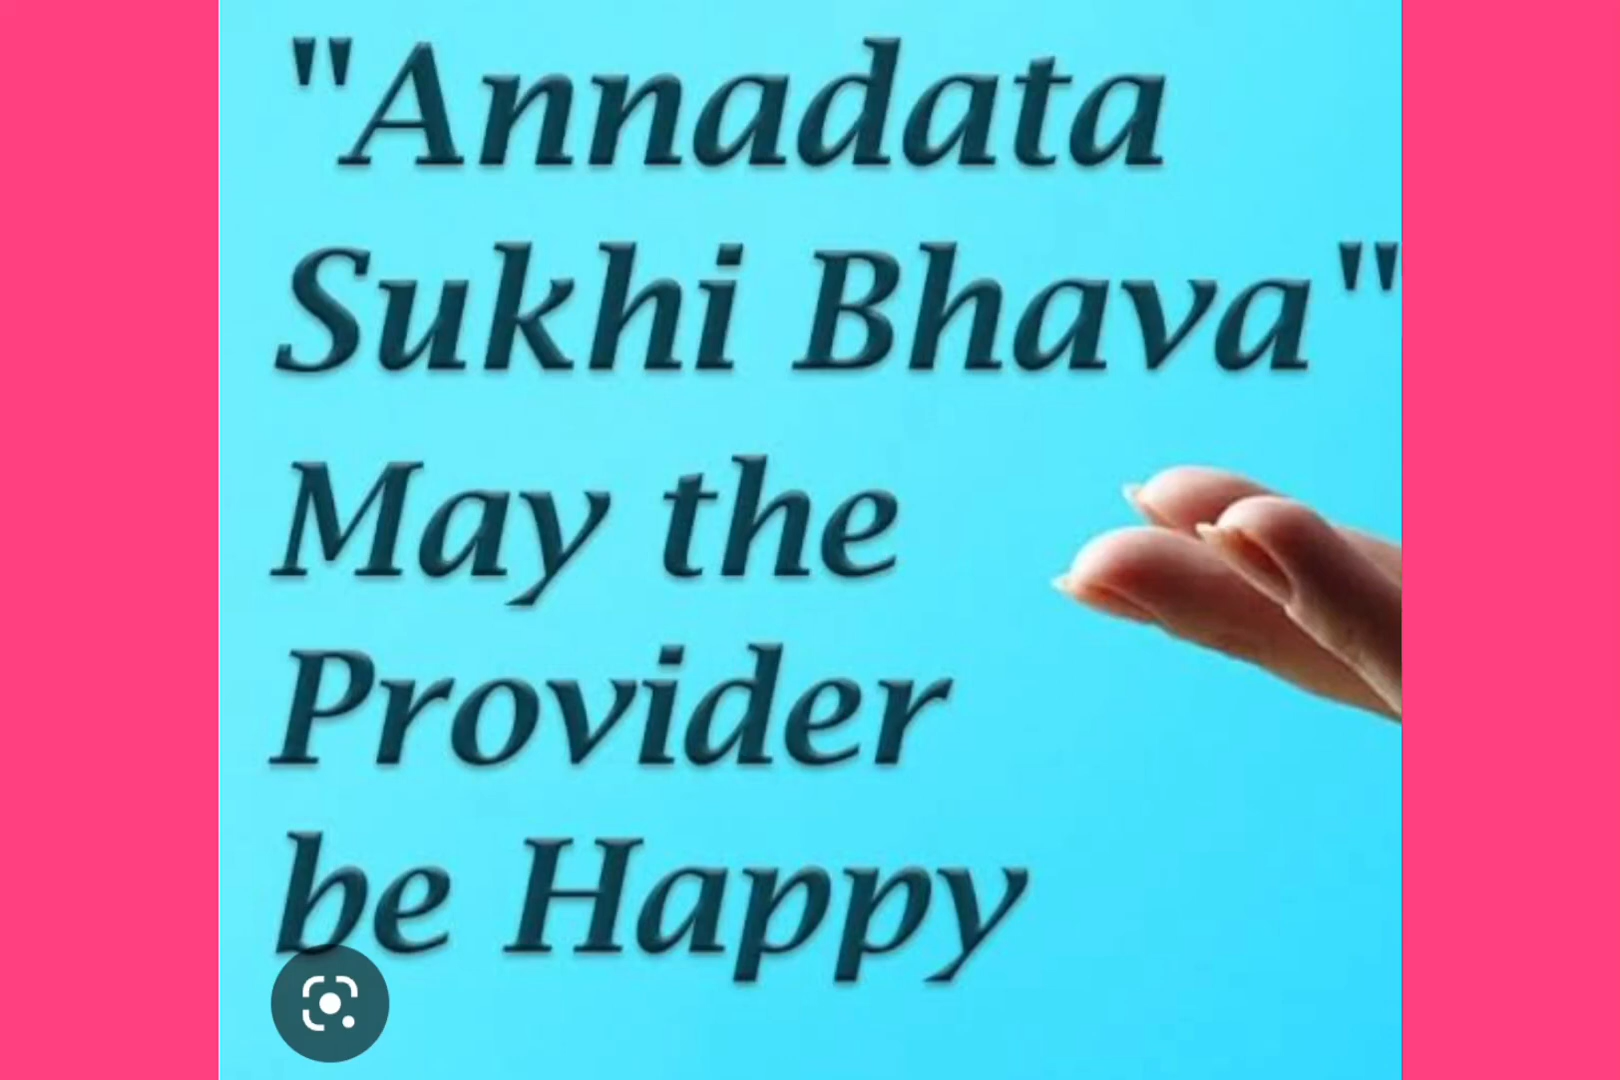 "Annadata
Sukhi Bhava"
May the
Provider
be Happy